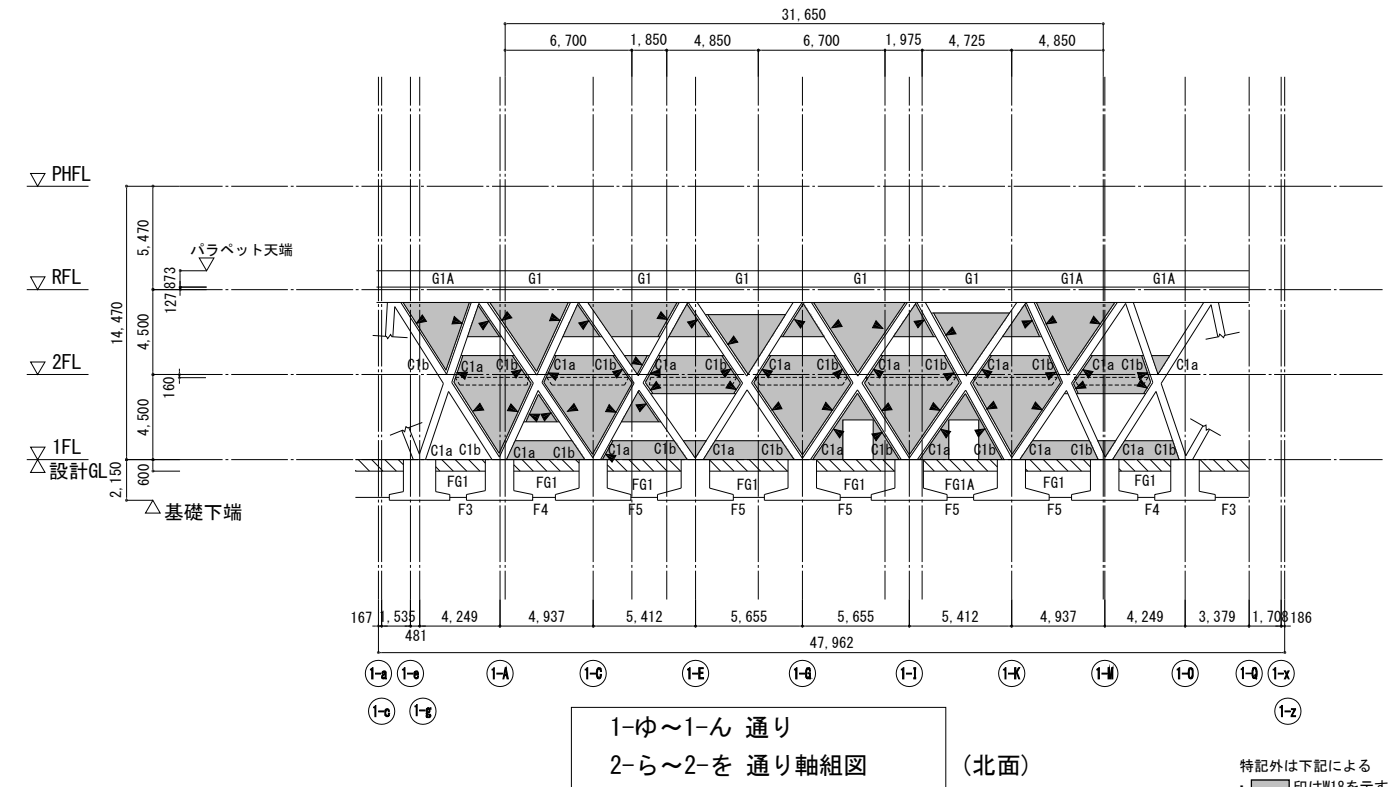 31,650
6,700 1,850 4,850 6,700 1,975 4,725 4,850
PHFL
5,470
パラペット天端
873
RFL
127
G1A G1 G1 G1 G1 G1 G1A G1A
14,470
4,500
2FL
C1b C1a C1b C1a C1b C1a C1b C1a C1b C1a C1b C1a C1b C1a C1b C1a
160
4,500
1FL
C1a C1b C1a C1b C1a C1b C1a C1b C1a C1b C1a C1b C1a C1b C1a C1b
設計GL
2,150
600
FG1 FG1 FG1 FG1 FG1 FG1A FG1 FG1
基礎下端
F3 F4 F5 F5 F5 F5 F5 F4 F3
167 1,535 4,249 4,937 5,412 5,655 5,655 5,412 4,937 4,249 3,379 1,708 186
481
47,962
1-a 1-e 1-A 1-C 1-E 1-G 1-I 1-K 1-M 1-O 1-Q 1-x
1-c 1-g 1-z
1-ゆ～1-ん 通り
2-ら～2-を 通り軸組図 (北面)
特記外は下記による
・ 印はW18を示す